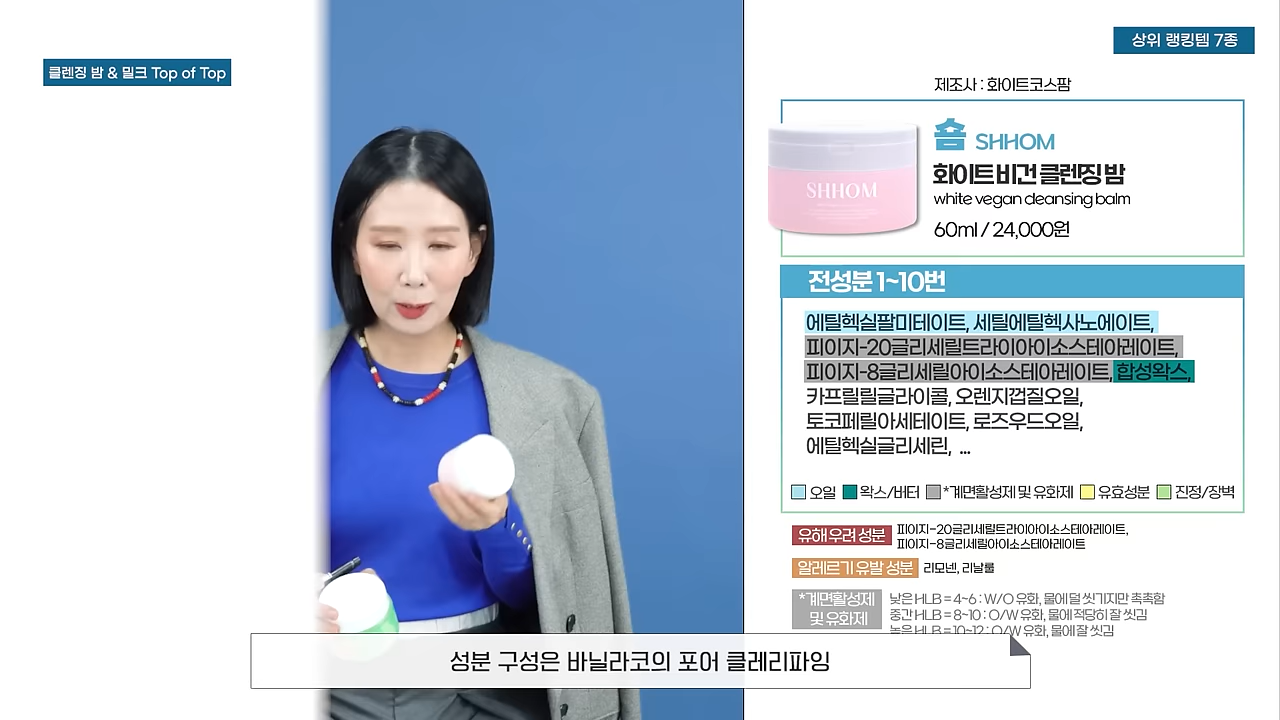 클렌징 밤 & 밀크 Top of Top
상위 랭킹템 7종
제조사 : 화이트코스팜
SHHOM
숌 SHHOM
화이트 비건 클렌징 밤
white vegan cleansing balm
60ml / 24,000원
전성분 1~10번
에틸헥실팔미테이트, 세틸에틸헥사노에이트,
피이지-20글리세릴트라이아이소스테아레이트,
피이지-8글리세릴아이소스테아레이트, 합성왁스,
카프릴릴글라이콜, 오렌지껍질오일,
토코페릴아세테이트, 로즈우드오일,
에틸헥실글리세린, ...
오일 왁스/버터 *계면활성제 및 유화제 유효성분 진정/장벽
유해 우려 성분 피이지-20글리세릴트라이아이소스테아레이트,
피이지-8글리세릴아이소스테아레이트
알레르기 유발 성분 리모넨, 리날룰
*계면활성제
및 유화제
낮은 HLB = 4~6 : W/O 유화, 물에 덜 씻기지만 촉촉함
중간 HLB = 8~10 : O/W 유화, 물에 적당히 잘 씻김
높은 HLB = 10~12 : O/W 유화, 물에 잘 씻김
성분 구성은 바닐라코의 포어 클레리파잉